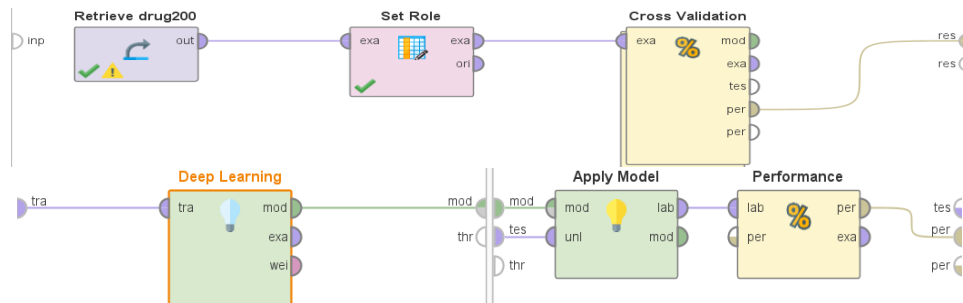 Retrieve drug200 Set Role Cross Validation
inp out exa exa exa mod res
ori exa res
tes
per
per
Deep Learning Apply Model Performance
tra tra mod mod mod mod lab lab per tes
exa thr tes unl mod per exa per
wei thr per